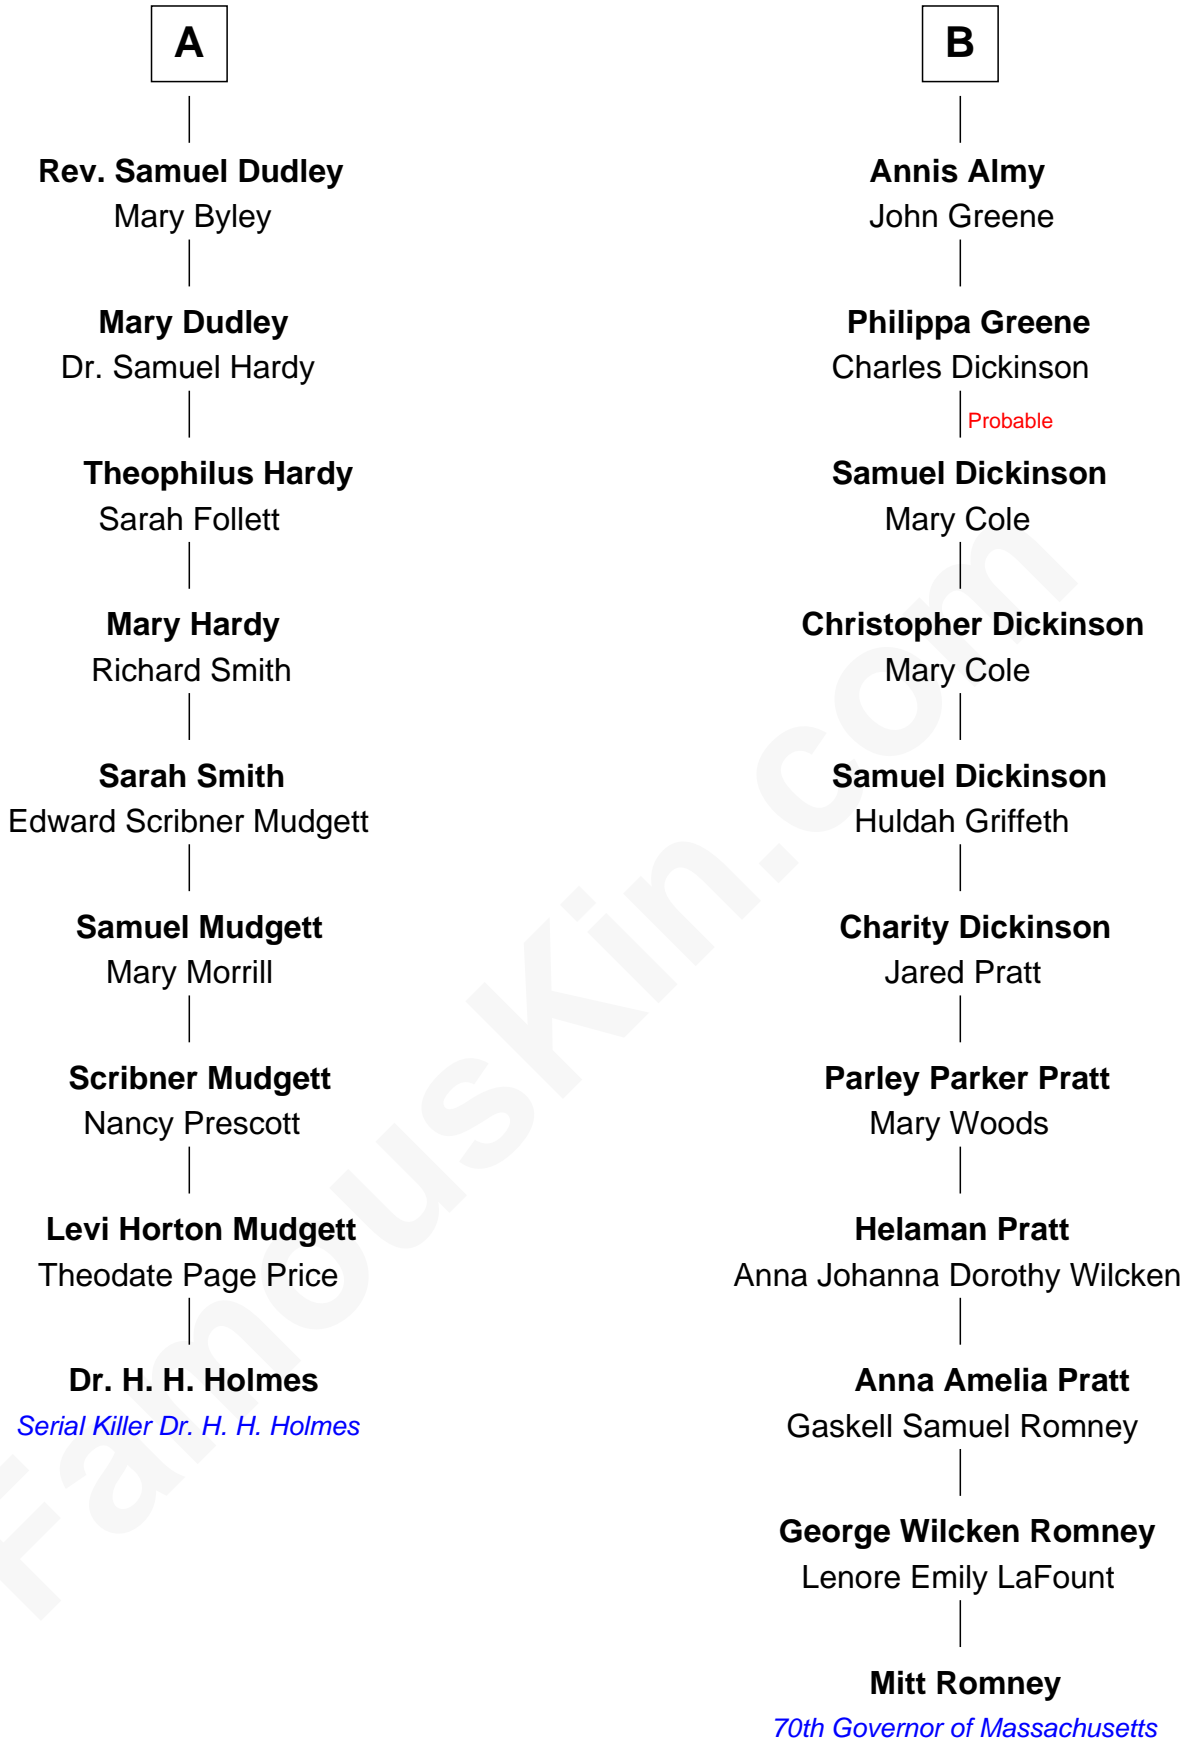 A
Rev. Samuel Dudley
Mary Byley
Mary Dudley
Dr. Samuel Hardy
Theophilus Hardy
Sarah Follett
Mary Hardy
Richard Smith
Sarah Smith
Edward Scribner Mudgett
Samuel Mudgett
Mary Morrill
Scribner Mudgett
Nancy Prescott
Levi Horton Mudgett
Theodate Page Price
Dr. H. H. Holmes
Serial Killer Dr. H. H. Holmes
B
Annis Almy
John Greene
Philippa Greene
Charles Dickinson
Probable
Samuel Dickinson
Mary Cole
Christopher Dickinson
Mary Cole
Samuel Dickinson
Huldah Griffeth
Charity Dickinson
Jared Pratt
Parley Parker Pratt
Mary Woods
Helaman Pratt
Anna Johanna Dorothy Wilcken
Anna Amelia Pratt
Gaskell Samuel Romney
George Wilcken Romney
Lenore Emily LaFount
Mitt Romney
70th Governor of Massachusetts
FamousKin.com